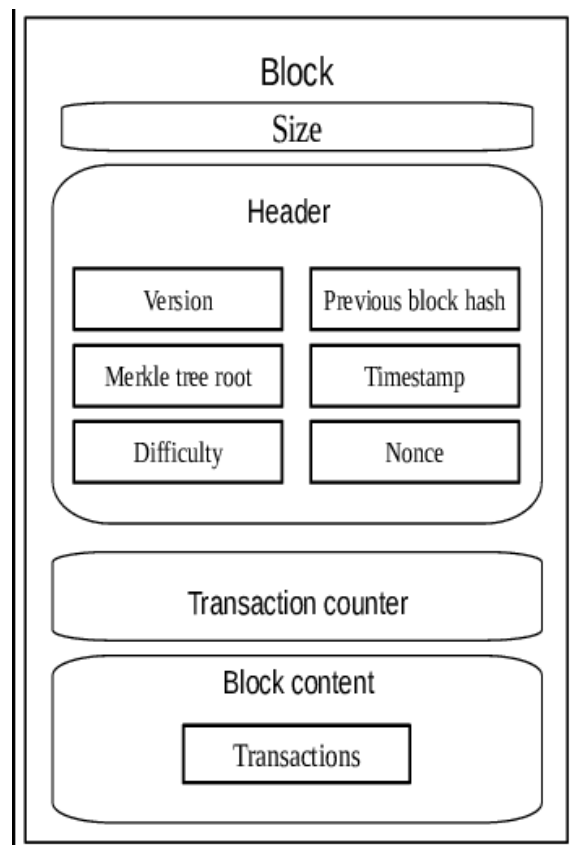 Block
Size
Header
Version
Previous block hash
Merkle tree root
Timestamp
Difficulty
Nonce
Transaction counter
Block content
Transactions